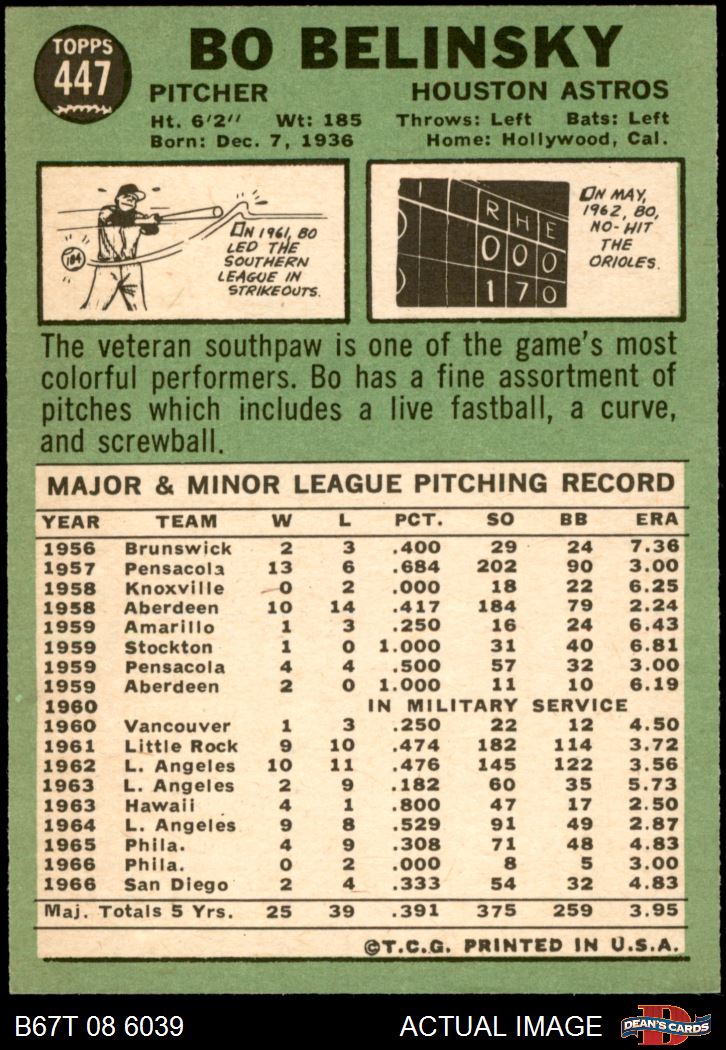 TOPPS
447
BO BELINSKY
PITCHER HOUSTON ASTROS
Ht. 6'2" Wt: 185 Throws: Left Bats: Left
Born: Dec. 7, 1936 Home: Hollywood, Cal.
184
ON 1961, BO
LED THE
SOUTHERN
LEAGUE IN
STRIKEOUTS.
R H E
0 0 0
1 7 0
ON MAY,
1962, BO,
NO-HIT
THE
ORIOLES.
The veteran southpaw is one of the game's most
colorful performers. Bo has a fine assortment of
pitches which includes a live fastball, a curve,
and screwball.
MAJOR & MINOR LEAGUE PITCHING RECORD
YEAR TEAM W L PCT. SO BB ERA
1956 Brunswick 2 3 .400 29 24 7.36
1957 Pensacola 13 6 .684 202 90 3.00
1958 Knoxville 0 2 .000 18 22 6.25
1958 Aberdeen 10 14 .417 184 79 2.24
1959 Amarillo 1 3 .250 16 24 6.43
1959 Stockton 1 0 1.000 31 40 6.81
1959 Pensacola 4 4 .500 57 32 3.00
1959 Aberdeen 2 0 1.000 11 10 6.19
1960 IN MILITARY SERVICE
1960 Vancouver 1 3 .250 22 12 4.50
1961 Little Rock 9 10 .474 182 114 3.72
1962 L. Angeles 10 11 .476 145 122 3.56
1963 L. Angeles 2 9 .182 60 35 5.73
1963 Hawaii 4 1 .800 47 17 2.50
1964 L. Angeles 9 8 .529 91 49 2.87
1965 Phila. 4 9 .308 71 48 4.83
1966 Phila. 0 2 .000 8 5 3.00
1966 San Diego 2 4 .333 54 32 4.83
Maj. Totals 5 Yrs. 25 39 .391 375 259 3.95
©T.C.G. PRINTED IN U.S.A.
B67T 08 6039 ACTUAL IMAGE
D
DEAN'S CARDS